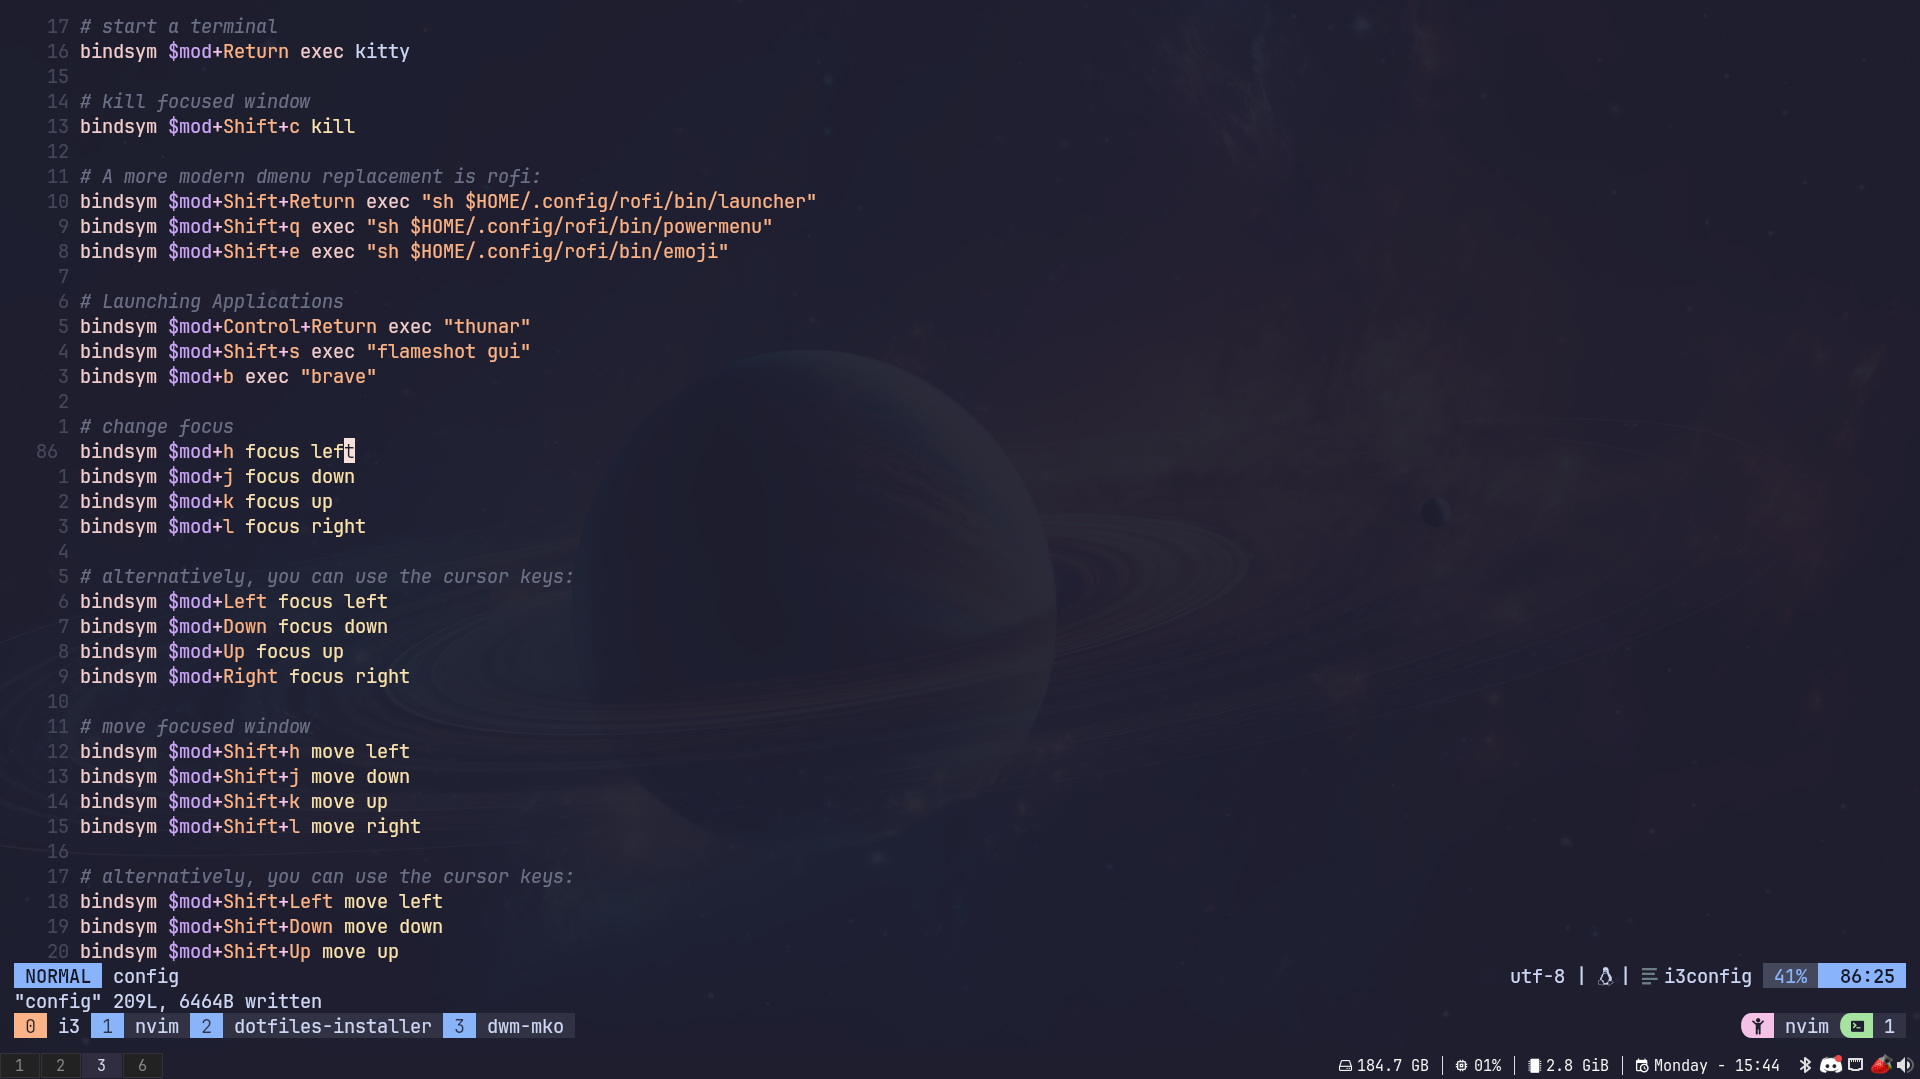 17 # start a terminal
16 bindsym $mod+Return exec kitty
15
14 # kill focused window
13 bindsym $mod+Shift+c kill
12
11 # A more modern dmenu replacement is rofi:
10 bindsym $mod+Shift+Return exec "sh $HOME/.config/rofi/bin/launcher"
9 bindsym $mod+Shift+q exec "sh $HOME/.config/rofi/bin/powermenu"
8 bindsym $mod+Shift+e exec "sh $HOME/.config/rofi/bin/emoji"
7
6 # Launching Applications
5 bindsym $mod+Control+Return exec "thunar"
4 bindsym $mod+Shift+s exec "flameshot gui"
3 bindsym $mod+b exec "brave"
2
1 # change focus
86 bindsym $mod+h focus left
1 bindsym $mod+j focus down
2 bindsym $mod+k focus up
3 bindsym $mod+l focus right
4
5 # alternatively, you can use the cursor keys:
6 bindsym $mod+Left focus left
7 bindsym $mod+Down focus down
8 bindsym $mod+Up focus up
9 bindsym $mod+Right focus right
10
11 # move focused window
12 bindsym $mod+Shift+h move left
13 bindsym $mod+Shift+j move down
14 bindsym $mod+Shift+k move up
15 bindsym $mod+Shift+l move right
16
17 # alternatively, you can use the cursor keys:
18 bindsym $mod+Shift+Left move left
19 bindsym $mod+Shift+Down move down
20 bindsym $mod+Shift+Up move up
NORMAL config utf-8 | | i3config 41% 86:25
"config" 209L, 6464B written
0 i3 1 nvim 2 dotfiles-installer 3 dwm-mko nvim 1
1 2 3 6 184.7 GB | 01% | 2.8 GiB | Monday - 15:44